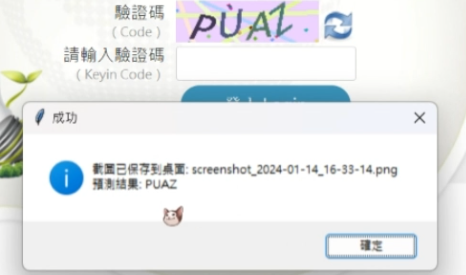 驗證碼
( Code )
PUAZ
請輸入驗證碼
( Keyin Code )
成功
截圖已保存到桌面: screenshot_2024-01-14_16-33-14.png
預測結果: PUAZ
確定